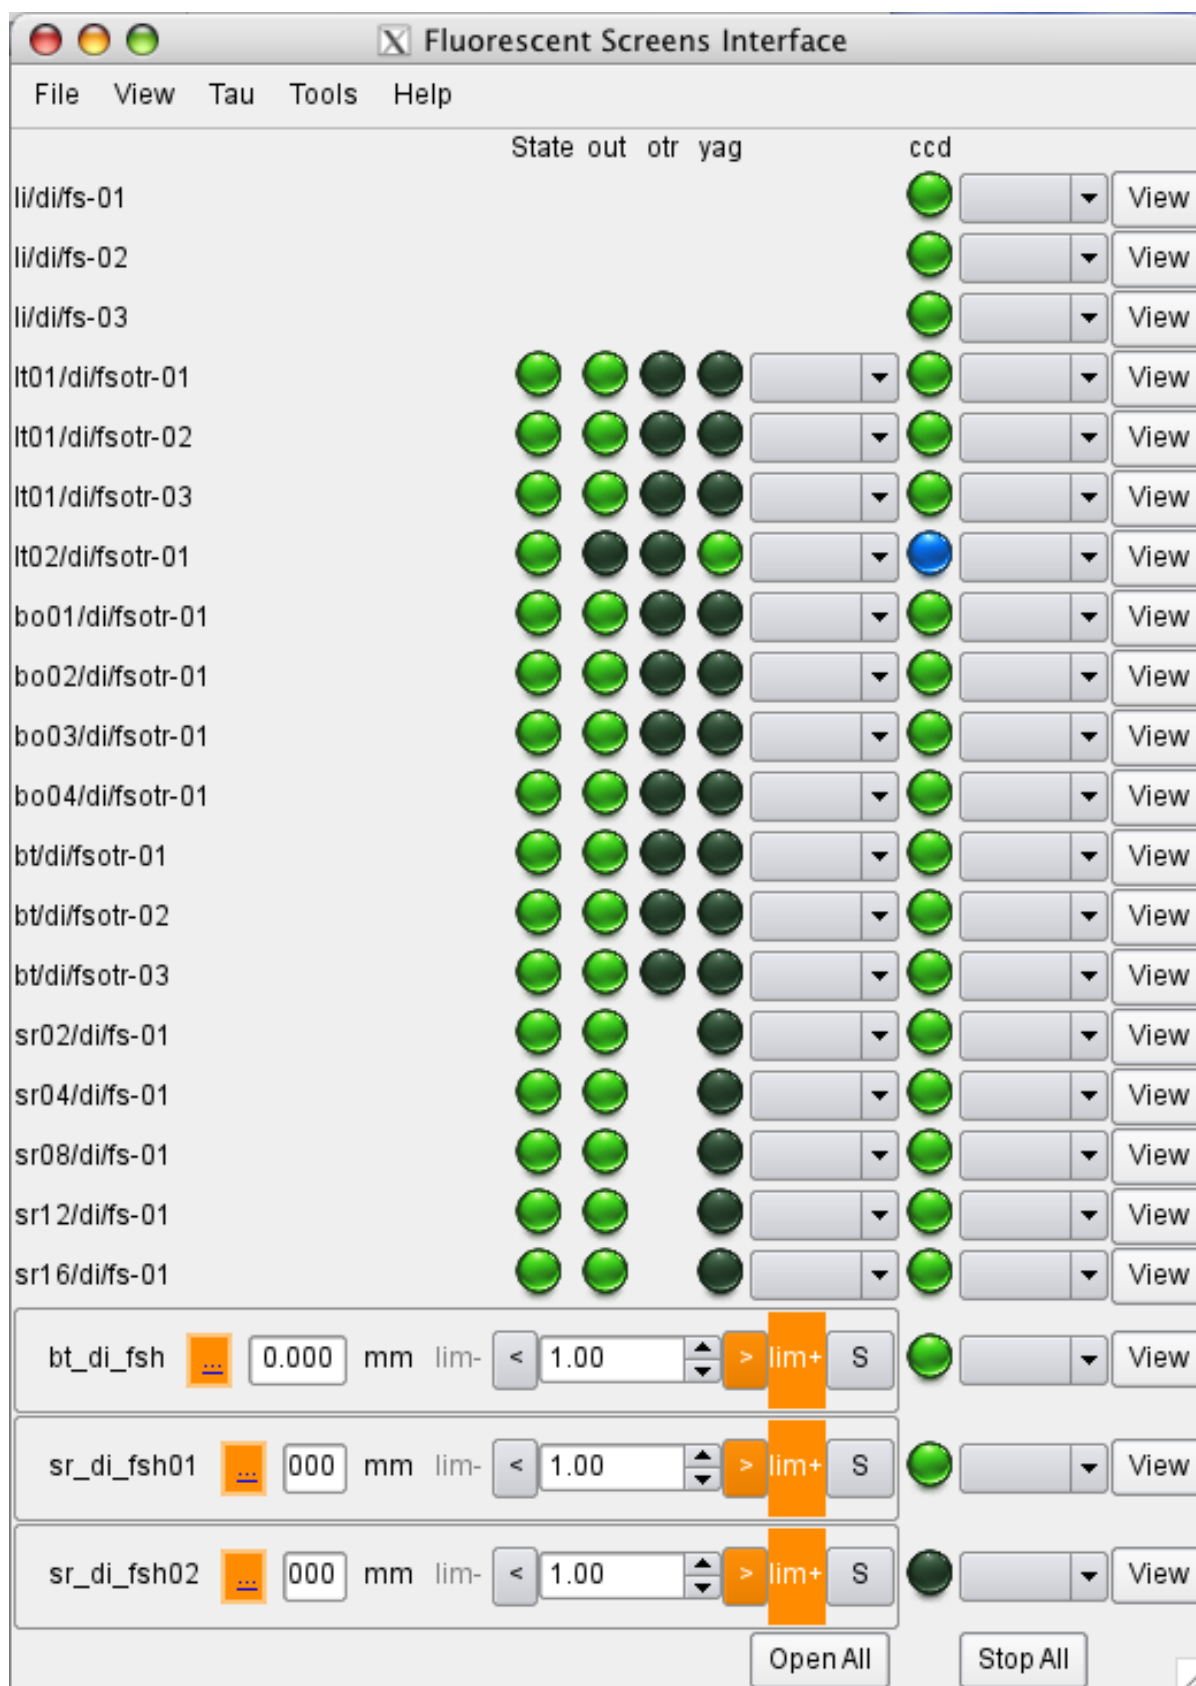 X Fluorescent Screens Interface
File View Tau Tools Help
State out otr yag ccd
li/di/fs-01 View
li/di/fs-02 View
li/di/fs-03 View
lt01/di/fsotr-01 View
lt01/di/fsotr-02 View
lt01/di/fsotr-03 View
lt02/di/fsotr-01 View
bo01/di/fsotr-01 View
bo02/di/fsotr-01 View
bo03/di/fsotr-01 View
bo04/di/fsotr-01 View
bt/di/fsotr-01 View
bt/di/fsotr-02 View
bt/di/fsotr-03 View
sr02/di/fs-01 View
sr04/di/fs-01 View
sr08/di/fs-01 View
sr12/di/fs-01 View
sr16/di/fs-01 View
bt_di_fsh ... 0.000 mm lim- < 1.00 > lim+ S View
sr_di_fsh01 ... 000 mm lim- < 1.00 > lim+ S View
sr_di_fsh02 ... 000 mm lim- < 1.00 > lim+ S View
Open All Stop All